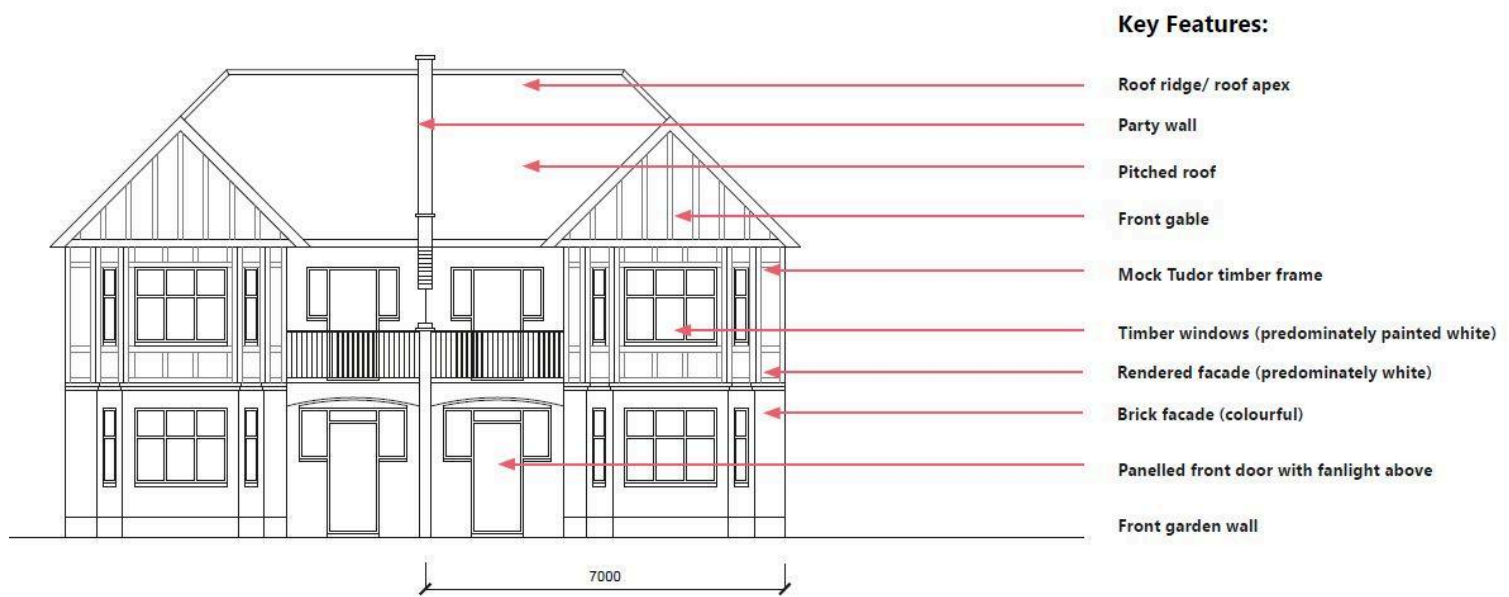 Key Features:
Roof ridge/ roof apex
Party wall
Pitched roof
Front gable
Mock Tudor timber frame
Timber windows (predominately painted white)
Rendered facade (predominately white)
Brick facade (colourful)
Panelled front door with fanlight above
Front garden wall
7000